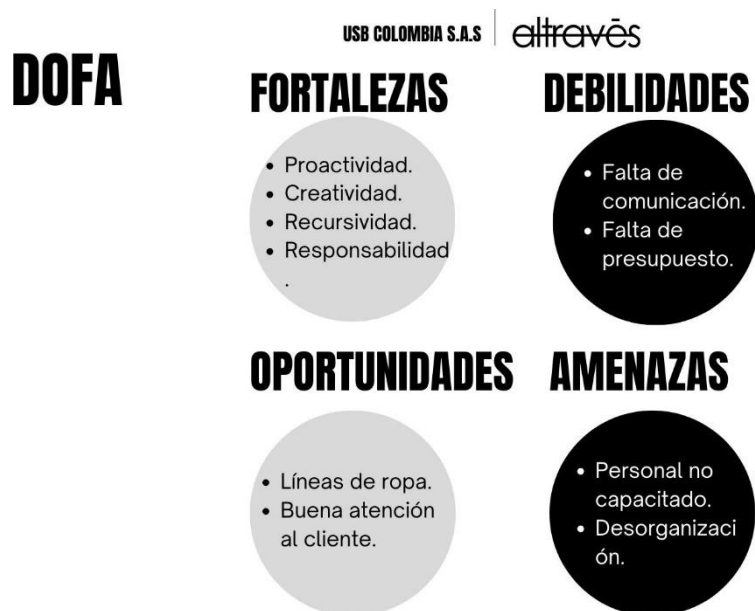 USB COLOMBIA S.A.S
altravēs
DOFA
FORTALEZAS
• Proactividad.
• Creatividad.
• Recursividad.
• Responsabilidad
.
DEBILIDADES
• Falta de
comunicación.
• Falta de
presupuesto.
OPORTUNIDADES
• Líneas de ropa.
• Buena atención
al cliente.
AMENAZAS
• Personal no
capacitado.
• Desorganizaci
ón.